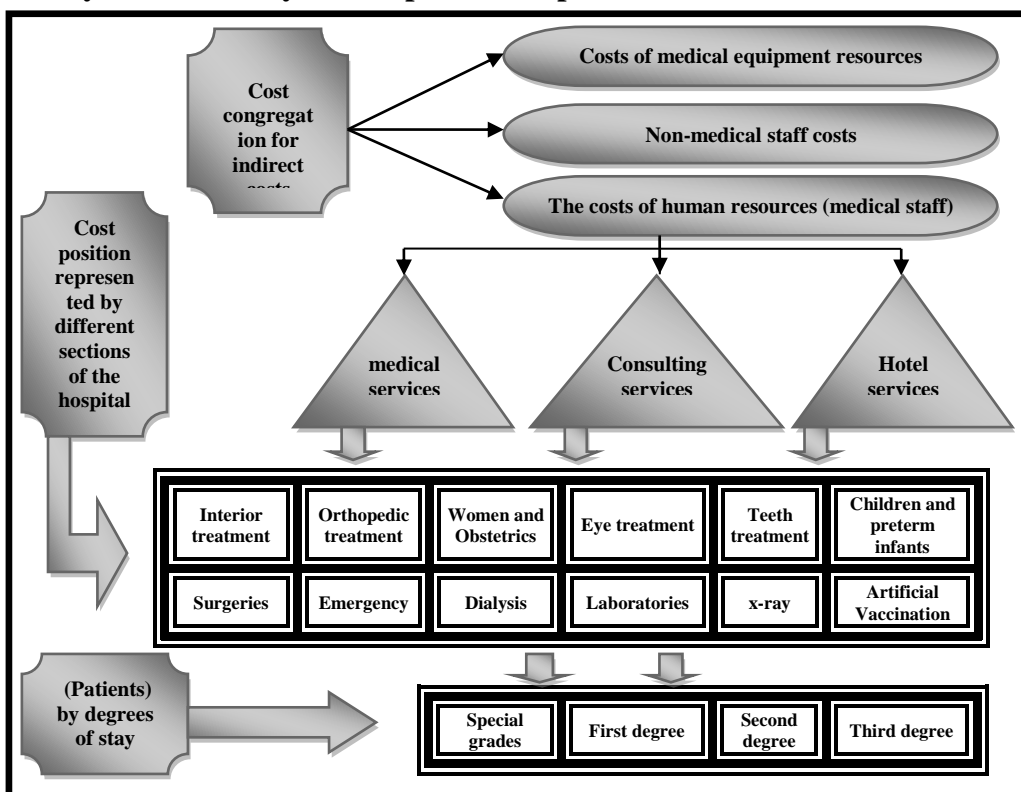 Costs of medical equipment resources
Cost
congregat
ion for
indirect
costs
Non-medical staff costs
The costs of human resources (medical staff)
Cost
position
represen
ted by
different
sections
of the
hospital
medical
services
Consulting
services
Hotel
services
Interior
treatment
Orthopedic
treatment
Women and
Obstetrics
Eye treatment
Teeth
treatment
Children and
preterm
infants
Surgeries
Emergency
Dialysis
Laboratories
x-ray
Artificial
Vaccination
(Patients)
by degrees
of stay
Special
grades
First degree
Second
degree
Third degree